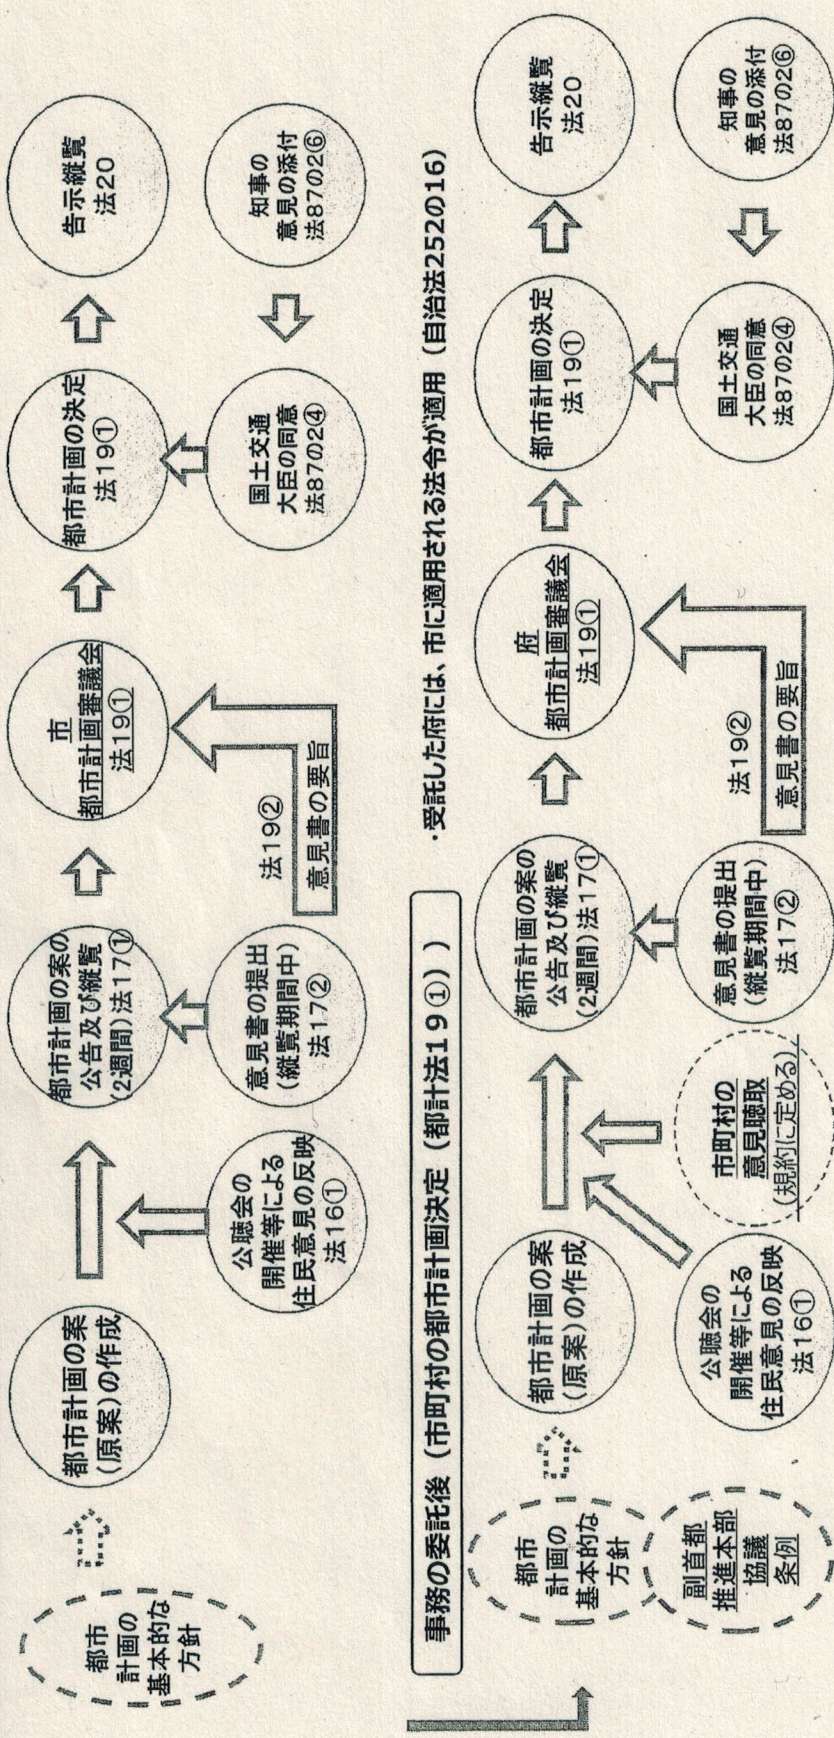 都市
計画の
基本的な
方針
都市計画の案
(原案)の作成
公聴会の
開催等による
住民意見の反映
法16①
都市計画の案の
公告及び縦覧
(2週間)法17①
意見書の提出
(縦覧期間中)
法17②
法19②
意見書の要旨
市
都市計画審議会
法19①
都市計画の決定
法19①
国土交通
大臣の同意
法87の2④
告示縦覧
法20
知事の
意見の添付
法87の2⑥
事務の委託後(市町村の都市計画決定(都計法19①))
・受託した府には、市に適用される法令が適用(自治法252の16)
都市
計画の
基本的な
方針
副首都
推進本部
協議
条例
都市計画の案
(原案)の作成
公聴会の
開催等による
住民意見の反映
法16①
市町村の
意見聴取
(規約に定める)
都市計画の案の
公告及び縦覧
(2週間)法17①
意見書の提出
(縦覧期間中)
法17②
法19②
意見書の要旨
府
都市計画審議会
法19①
都市計画の決定
法19①
国土交通
大臣の同意
法87の2④
告示縦覧
法20
知事の
意見の添付
法87の2⑥